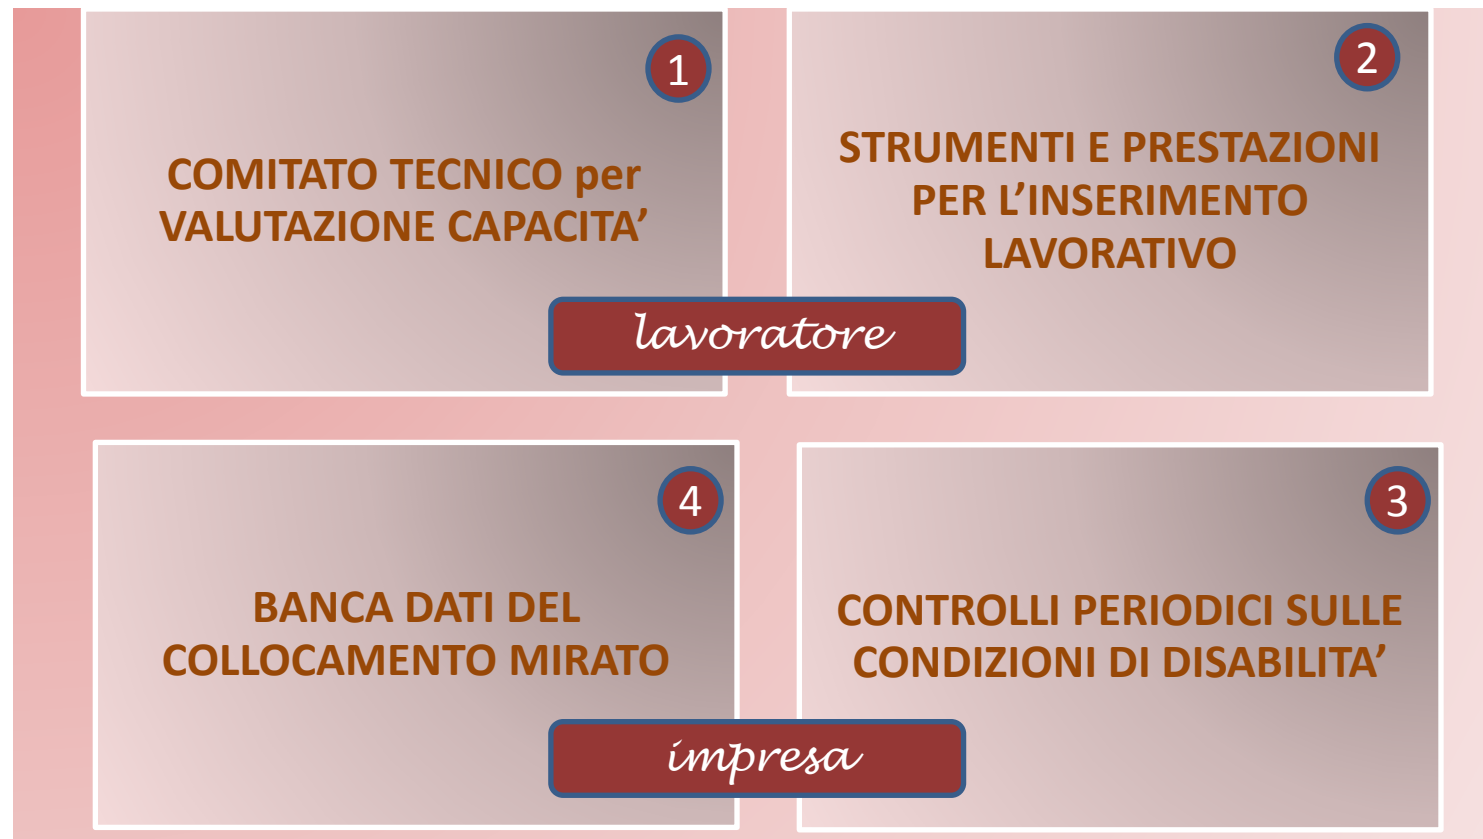 1
COMITATO TECNICO per
VALUTAZIONE CAPACITA’
2
STRUMENTI E PRESTAZIONI
PER L’INSERIMENTO
LAVORATIVO
lavoratore
4
BANCA DATI DEL
COLLOCAMENTO MIRATO
3
CONTROLLI PERIODICI SULLE
CONDIZIONI DI DISABILITA’
impresa